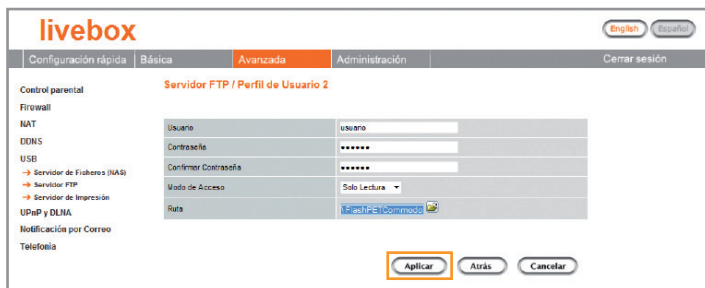 livebox
English Español
Configuración rápida Básica Avanzada Administración Cerrar sesión
Control parental
Firewall
NAT
DDNS
USB
Servidor de Ficheros (NAS)
Servidor FTP
Servidor de Impresión
UPnP y DLNA
Notificación por Correo
Telefonía
Servidor FTP / Perfil de Usuario 2
Usuario usuario
Contraseña ••••••
Confirmar Contraseña ••••••
Modo de Acceso Solo Lectura
Ruta
Aplicar Atrás Cancelar